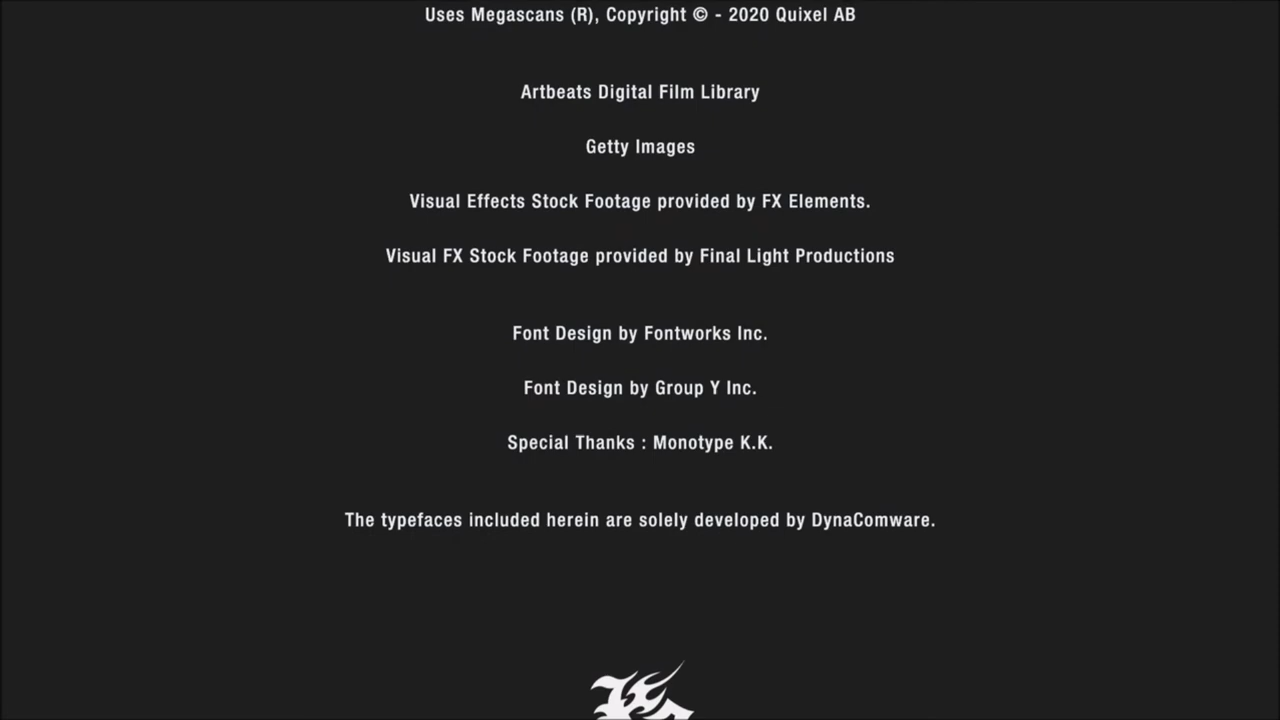 Uses Megascans (R), Copyright © - 2020 Quixel AB
Artbeats Digital Film Library
Getty Images
Visual Effects Stock Footage provided by FX Elements.
Visual FX Stock Footage provided by Final Light Productions
Font Design by Fontworks Inc.
Font Design by Group Y Inc.
Special Thanks : Monotype K.K.
The typefaces included herein are solely developed by DynaComware.